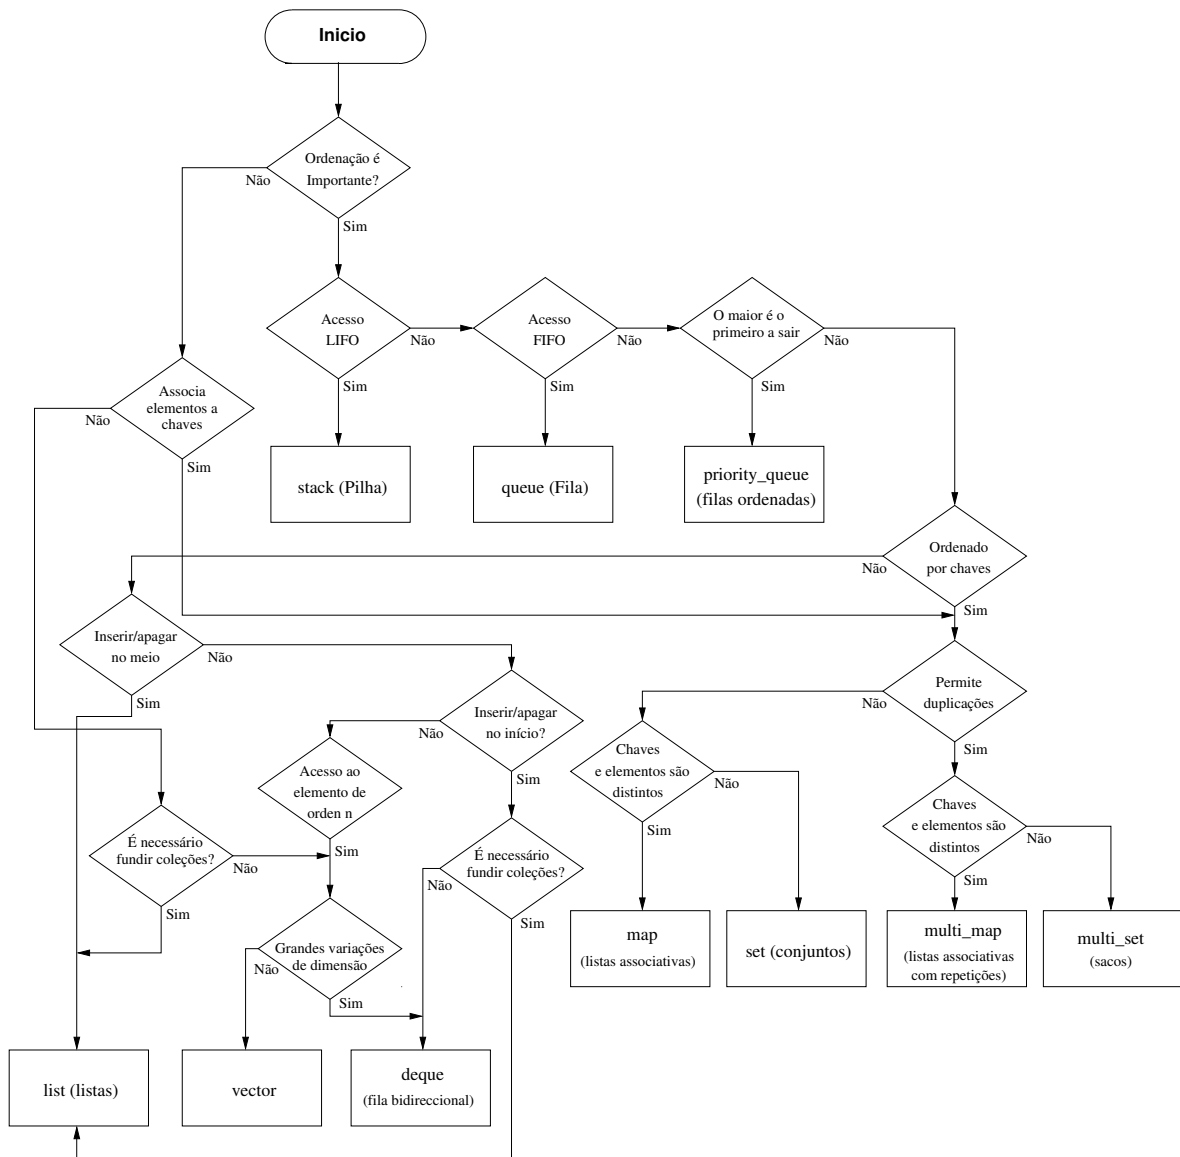 Inicio
Ordenação é
Importante?
Não
Sim
Acesso
LIFO
Não
Sim
Acesso
FIFO
Não
Sim
O maior é o
primeiro a sair
Não
Sim
Associa
elementos a
chaves
Não
Sim
stack (Pilha)
queue (Fila)
priority_queue
(filas ordenadas)
Ordenado
por chaves
Não
Sim
Inserir/apagar
no meio
Não
Sim
Inserir/apagar
no início?
Não
Sim
Permite
duplicações
Não
Sim
Acesso ao
elemento de
orden n
Sim
Chaves
e elementos são
distintos
Não
Sim
Chaves
e elementos são
distintos
Não
Sim
É necessário
fundir coleções?
Não
Sim
É necessário
fundir coleções?
Não
Sim
Grandes variações
de dimensão
Não
Sim
map
(listas associativas)
set (conjuntos)
multi_map
(listas associativas
com repetições)
multi_set
(sacos)
list (listas)
vector
deque
(fila bidireccional)